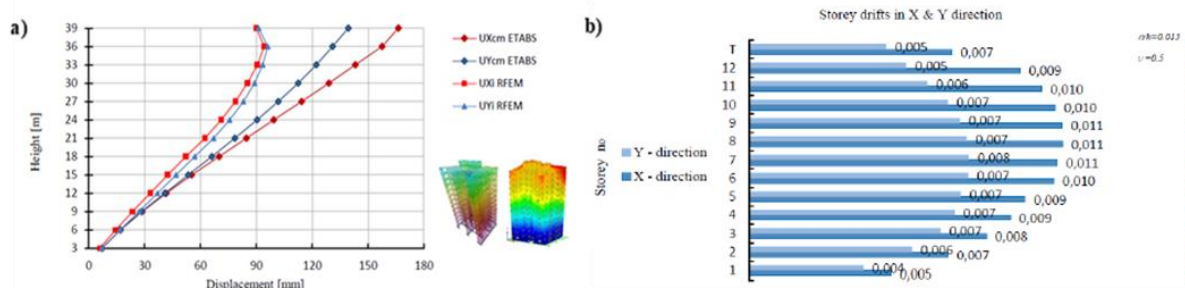 a)
Height [m]
39
36
33
30
27
24
21
18
15
12
9
6
3
0 30 60 90 120 150 180
Displacement [mm]
UXcm ETABS
UYcm ETABS
UXi RFEM
UYi RFEM
b)
Storey drifts in X & Y direction
υ=0.5
Storey no
Y - direction
X - direction
T 0,005 0,007
12 0,005 0,009
11 0,006 0,010
10 0,007 0,010
9 0,007 0,011
8 0,007 0,011
7 0,008 0,011
6 0,007 0,010
5 0,007 0,009
4 0,007 0,009
3 0,007 0,008
2 0,006 0,007
1 0,004 0,005